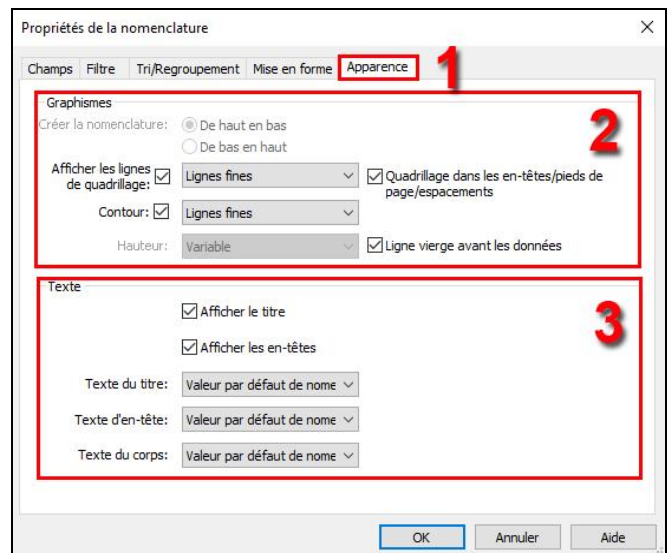 Propriétés de la nomenclature
Champs Filtre Tri/Regroupement Mise en forme Apparence
1
Graphismes
2
Créer la nomenclature: De haut en bas
De bas en haut
Afficher les lignes de quadrillage: Lignes fines Quadrillage dans les en-têtes/pieds de page/espacements
Contour: Lignes fines
Hauteur: Variable Ligne vierge avant les données
Texte
3
Afficher le titre
Afficher les en-têtes
Texte du titre: Valeur par défaut de nome
Texte d'en-tête: Valeur par défaut de nome
Texte du corps: Valeur par défaut de nome
OK Annuler Aide